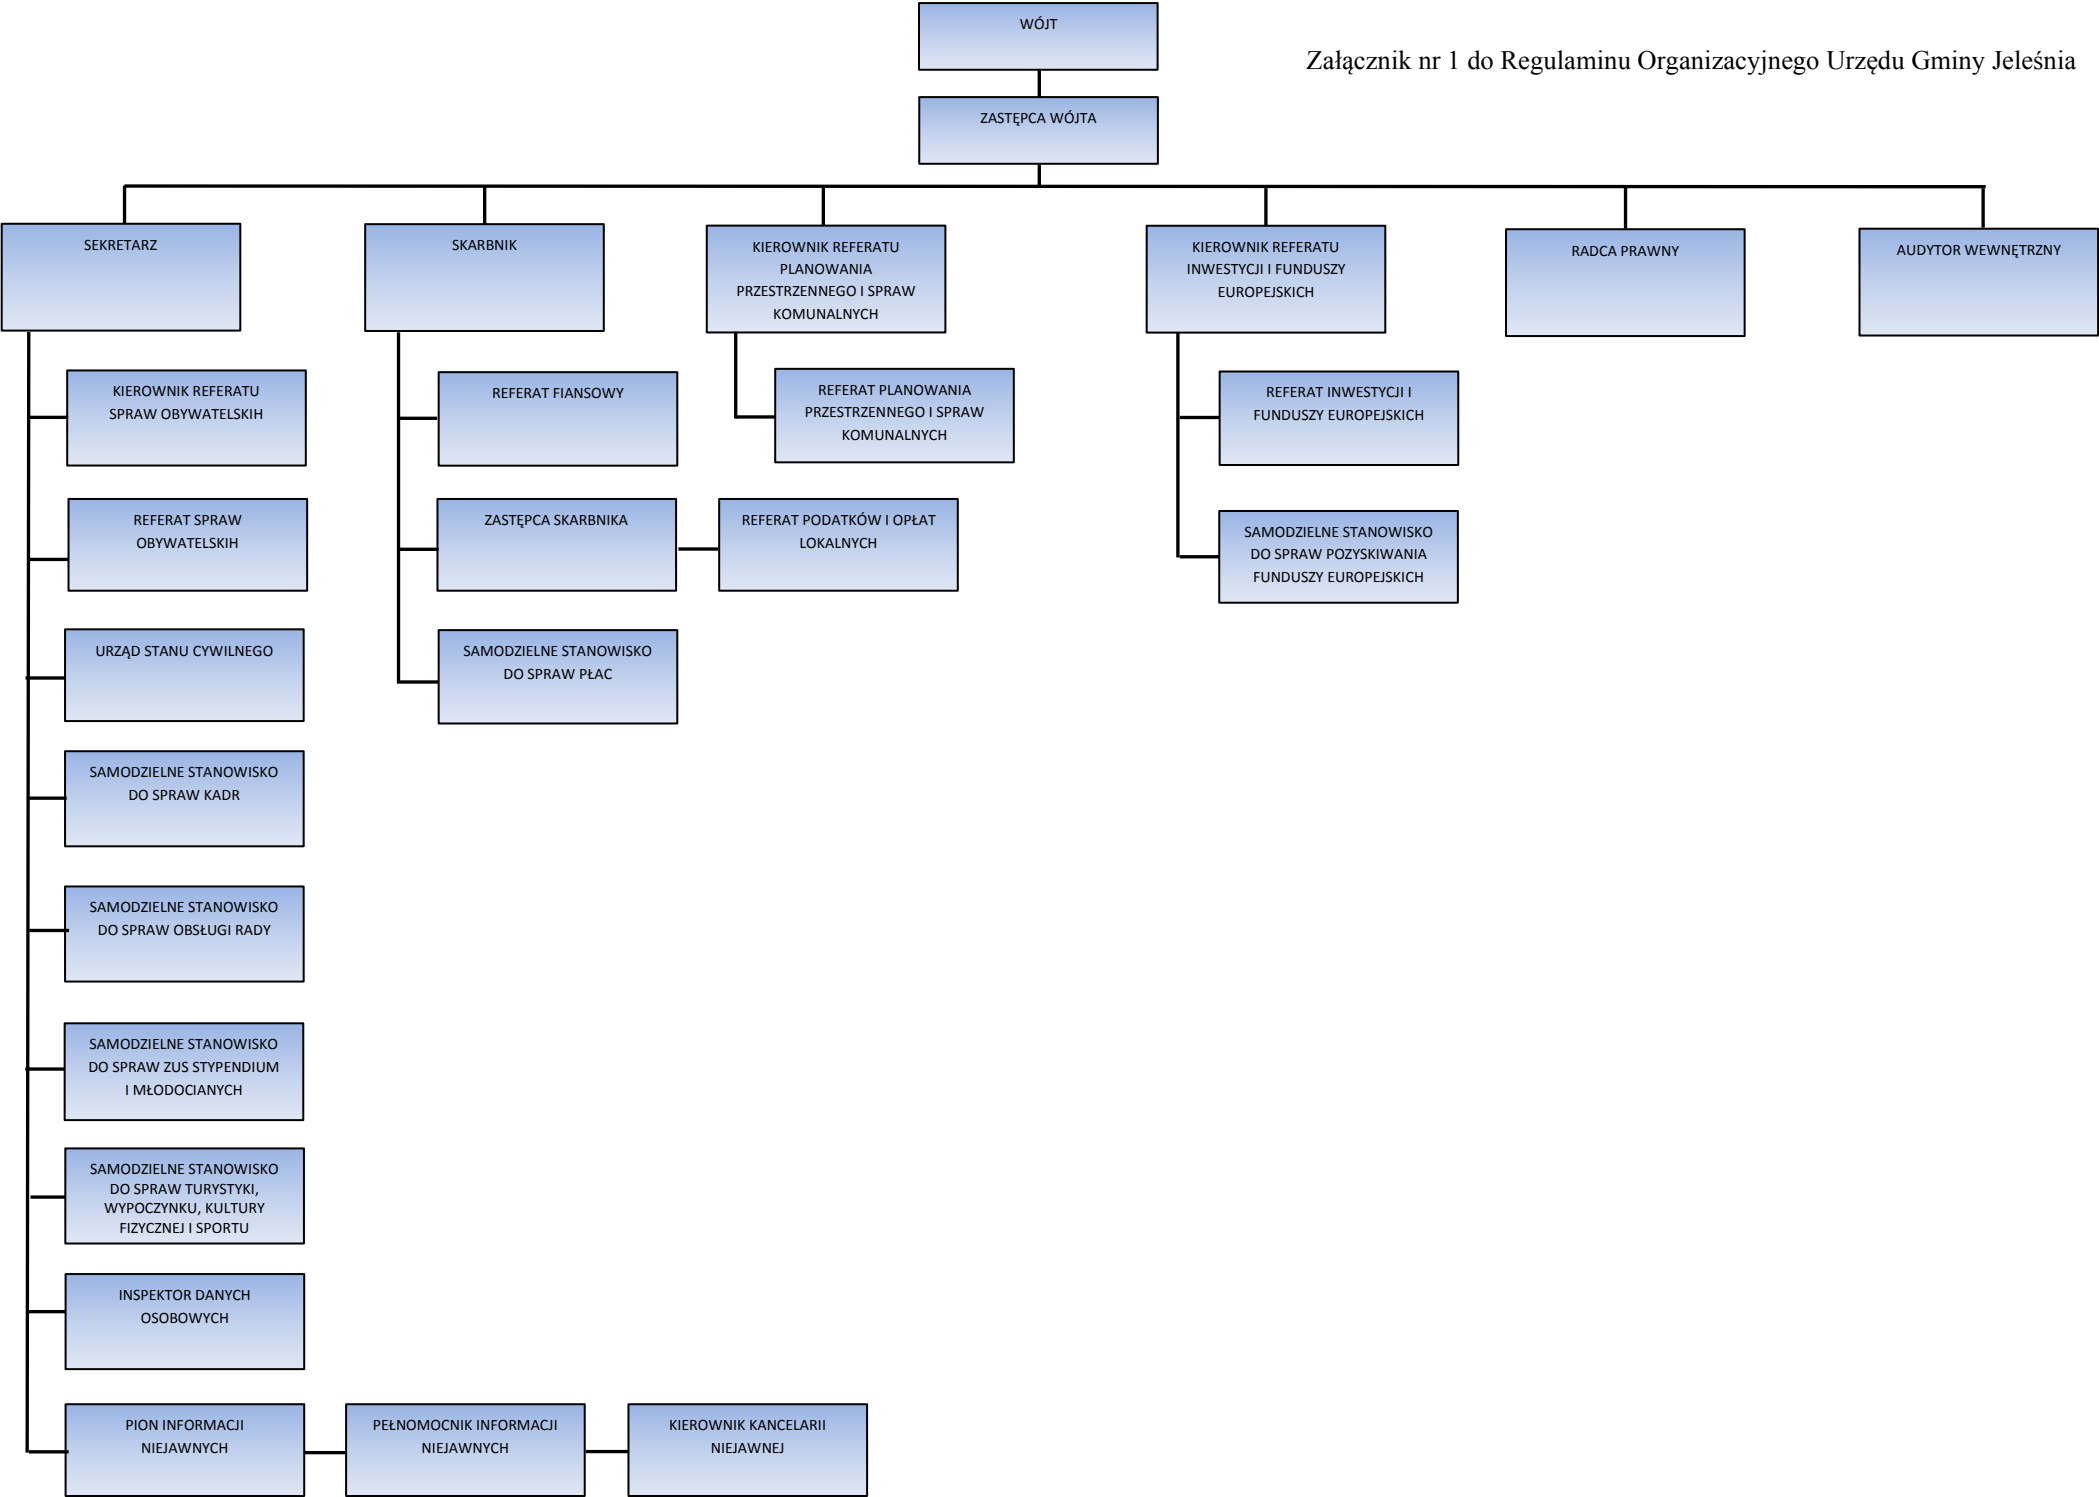 WÓJT
Załącznik nr 1 do Regulaminu Organizacyjnego Urzędu Gminy Jeleśnia
ZASTĘPCA WÓJTA
SEKRETARZ
SKARBNIK
KIEROWNIK REFERATU
PLANOWANIA
PRZESTRZENNEGO I SPRAW
KOMUNALNYCH
KIEROWNIK REFERATU
INWESTYCJI I FUNDUSZY
EUROPEJSKICH
RADCA PRAWNY
AUDYTOR WEWNĘTRZNY
KIEROWNIK REFERATU
SPRAW OBYWATELSKIH
REFERAT FIANSOWY
REFERAT PLANOWANIA
PRZESTRZENNEGO I SPRAW
KOMUNALNYCH
REFERAT INWESTYCJI I
FUNDUSZY EUROPEJSKICH
REFERAT SPRAW
OBYWATELSKIH
ZASTĘPCA SKARBNIKA
REFERAT PODATKÓW I OPŁAT
LOKALNYCH
SAMODZIELNE STANOWISKO
DO SPRAW POZYSKIWANIA
FUNDUSZY EUROPEJSKICH
URZĄD STANU CYWILNEGO
SAMODZIELNE STANOWISKO
DO SPRAW PŁAC
SAMODZIELNE STANOWISKO
DO SPRAW KADR
SAMODZIELNE STANOWISKO
DO SPRAW OBSŁUGI RADY
SAMODZIELNE STANOWISKO
DO SPRAW ZUS STYPENDIUM
I MŁODOCIANYCH
SAMODZIELNE STANOWISKO
DO SPRAW TURYSTYKI,
WYPOCZYNKU, KULTURY
FIZYCZNEJ I SPORTU
INSPEKTOR DANYCH
OSOBOWYCH
PION INFORMACJI
NIEJAWNYCH
PEŁNOMOCNIK INFORMACJI
NIEJAWNYCH
KIEROWNIK KANCELARII
NIEJAWNEJ